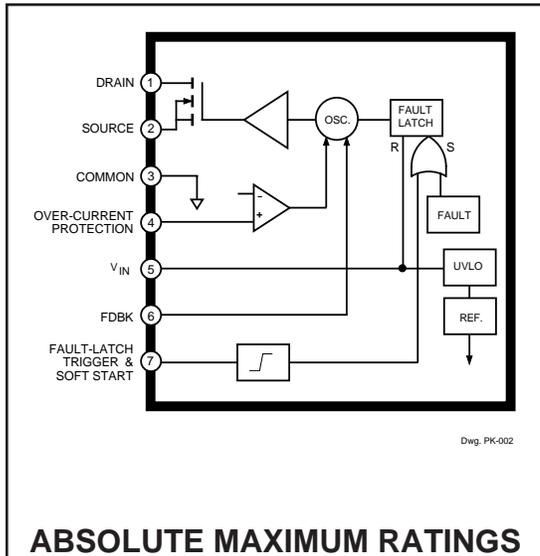 DRAIN
1
SOURCE
2
COMMON
3
OVER-CURRENT
PROTECTION
4
VIN
5
FDBK
6
FAULT-LATCH
TRIGGER &
SOFT START
7
OSC.
FAULT
LATCH
R
S
FAULT
–
+
UVLO
REF.
Dwg. PK-002
ABSOLUTE MAXIMUM RATINGS